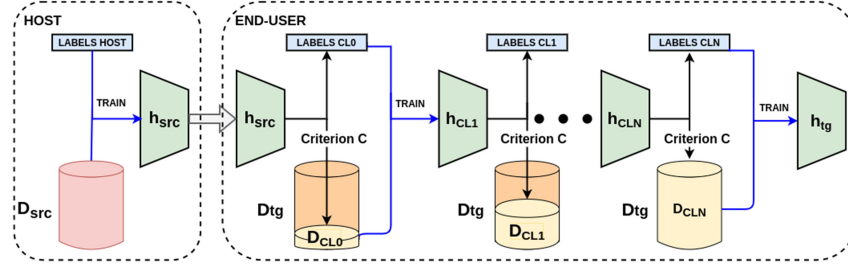 HOST
END-USER
LABELS HOST
LABELS CL0
LABELS CL1
LABELS CLN
TRAIN
hsrc
hsrc
TRAIN
hCL1
hCLN
TRAIN
htg
Criterion C
Criterion C
Criterion C
Dsrc
Dtg
DCL0
Dtg
DCL1
Dtg
DCLN